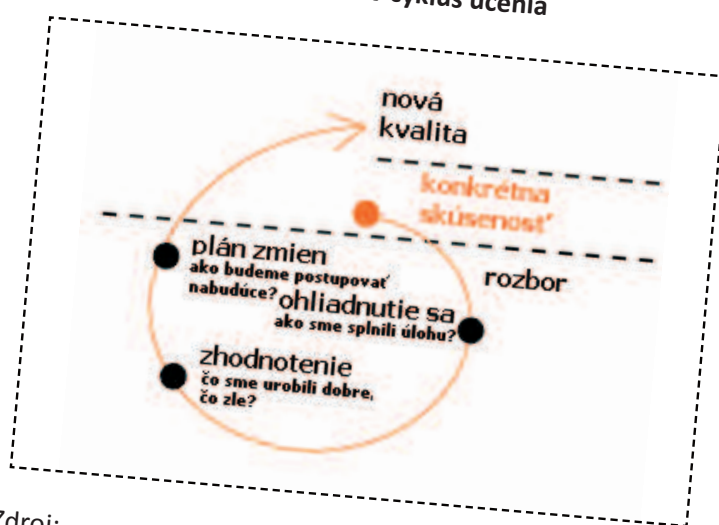 cyklus učenia
nová
kvalita
konkrétna
skúsenosť
rozbor
plán zmien
ako budeme postupovať
nabudúce?
ohliadnutie sa
ako sme splnili úlohu?
zhodnotenie
čo sme urobili dobre,
čo zle?
Zdroj: